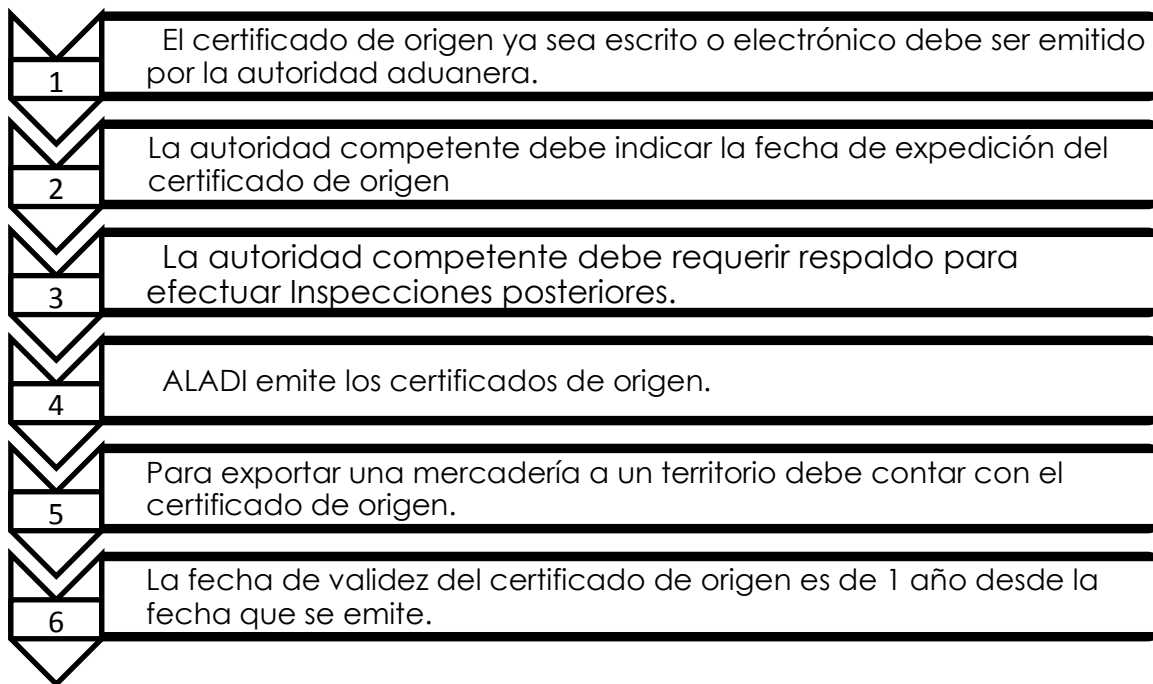 El certificado de origen ya sea escrito o electrónico debe ser emitido
por la autoridad aduanera.
1
La autoridad competente debe indicar la fecha de expedición del
certificado de origen
2
La autoridad competente debe requerir respaldo para
efectuar Inspecciones posteriores.
3
ALADI emite los certificados de origen.
4
Para exportar una mercadería a un territorio debe contar con el
certificado de origen.
5
La fecha de validez del certificado de origen es de 1 año desde la
fecha que se emite.
6